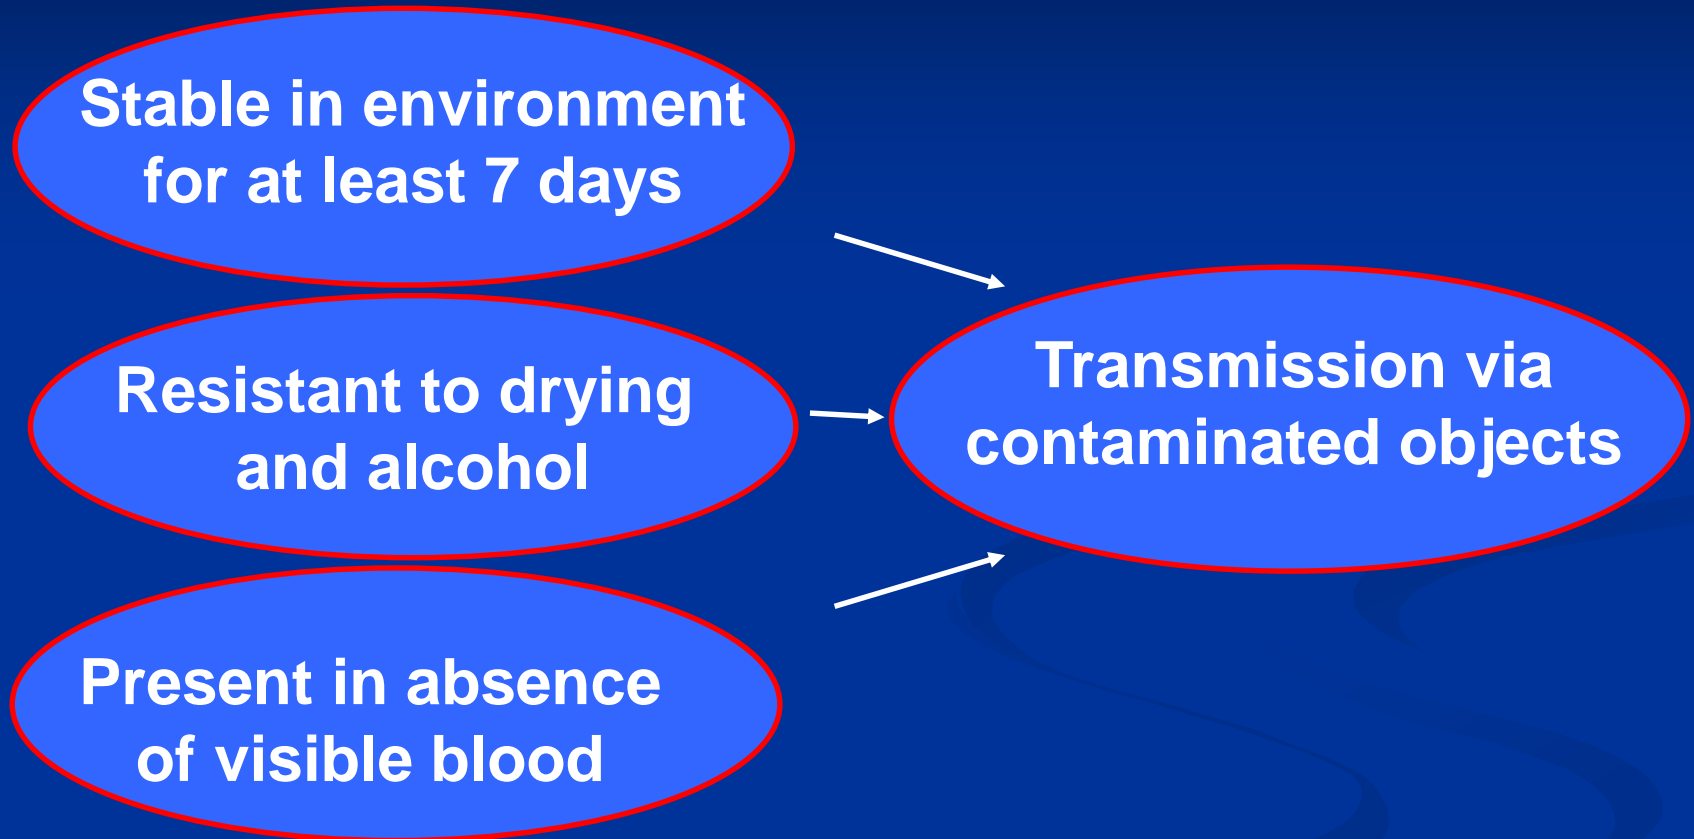 Stable in environment
for at least 7 days
Resistant to drying
and alcohol
Present in absence
of visible blood
Transmission via
contaminated objects